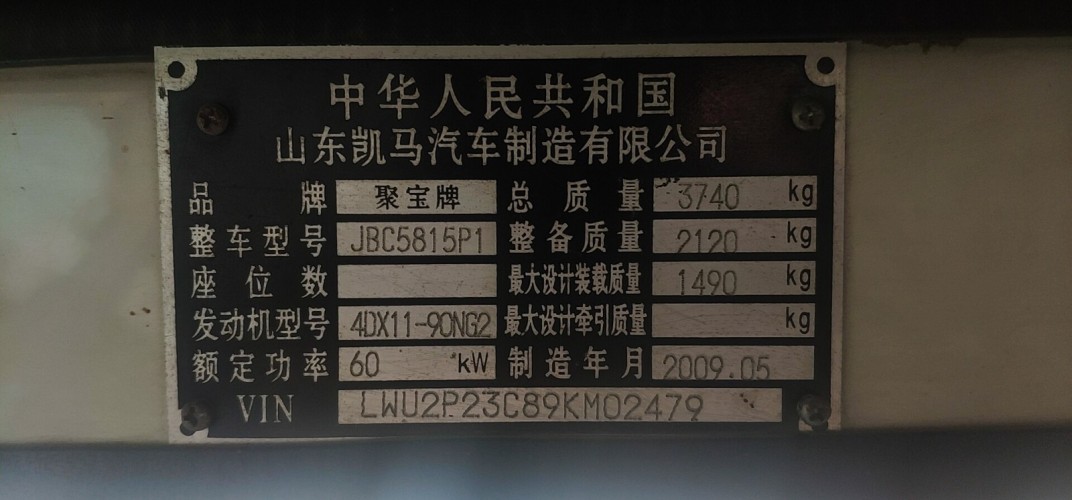 中华人民共和国
山东凯马汽车制造有限公司
品牌 聚宝牌 总质量 3740 kg
整车型号 JBC5815P1 整备质量 2120 kg
座位数 最大设计装载质量 1490 kg
发动机型号 4DX11-90NG2 最大设计牵引质量 kg
额定功率 60 kW 制造年月 2009.05
VIN LWU2P23C89KM02479